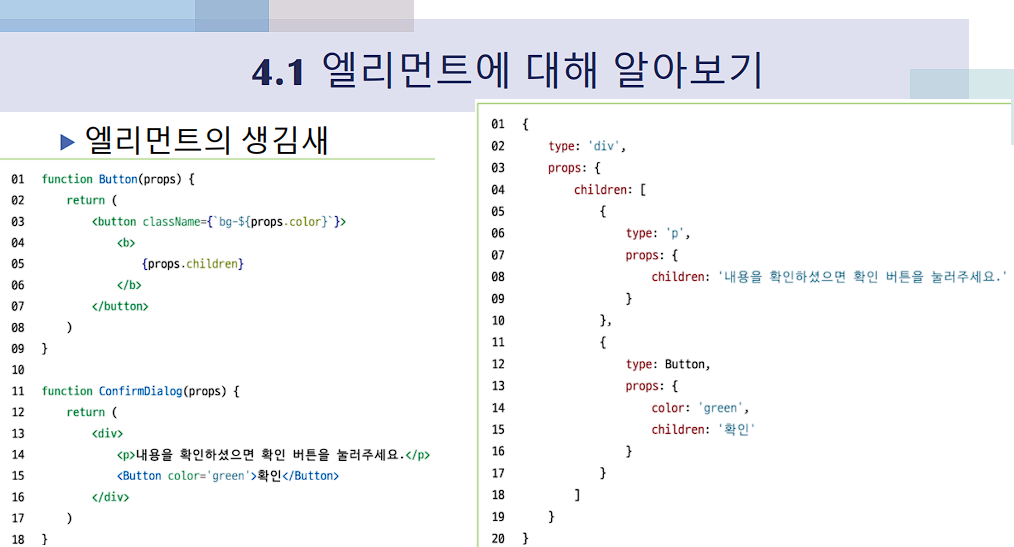 4.1 엘리먼트에 대해 알아보기
▶ 엘리먼트의 생김새
01 function Button(props) {
02     return (
03         <button className={`bg-${props.color}`}>
04             <b>
05                 {props.children}
06             </b>
07         </button>
08     )
09 }
10
11 function ConfirmDialog(props) {
12     return (
13         <div>
14             <p>내용을 확인하셨으면 확인 버튼을 눌러주세요.</p>
15             <Button color='green'>확인</Button>
16         </div>
17     )
18 }
01 {
02     type: 'div',
03     props: {
04         children: [
05             {
06                 type: 'p',
07                 props: {
08                     children: '내용을 확인하셨으면 확인 버튼을 눌러주세요.'
09                 }
10             },
11             {
12                 type: Button,
13                 props: {
14                     color: 'green',
15                     children: '확인'
16                 }
17             }
18         ]
19     }
20 }